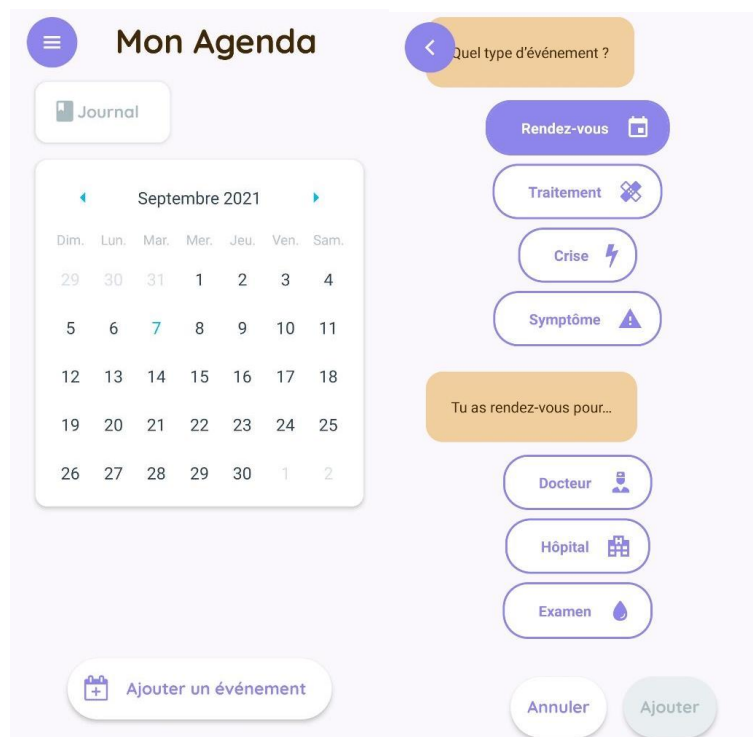 Mon Agenda
Journal
Septembre 2021
Dim. Lun. Mar. Mer. Jeu. Ven. Sam.
29 30 31 1 2 3 4
5 6 7 8 9 10 11
12 13 14 15 16 17 18
19 20 21 22 23 24 25
26 27 28 29 30 1 2
Ajouter un événement
Quel type d'événement ?
Rendez-vous
Traitement
Crise
Symptôme
Tu as rendez-vous pour...
Docteur
Hôpital
Examen
Annuler Ajouter